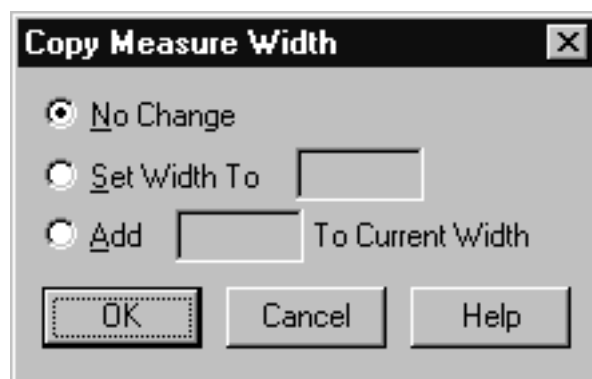 Copy Measure Width
No Change
Set Width To
Add To Current Width
OK Cancel Help